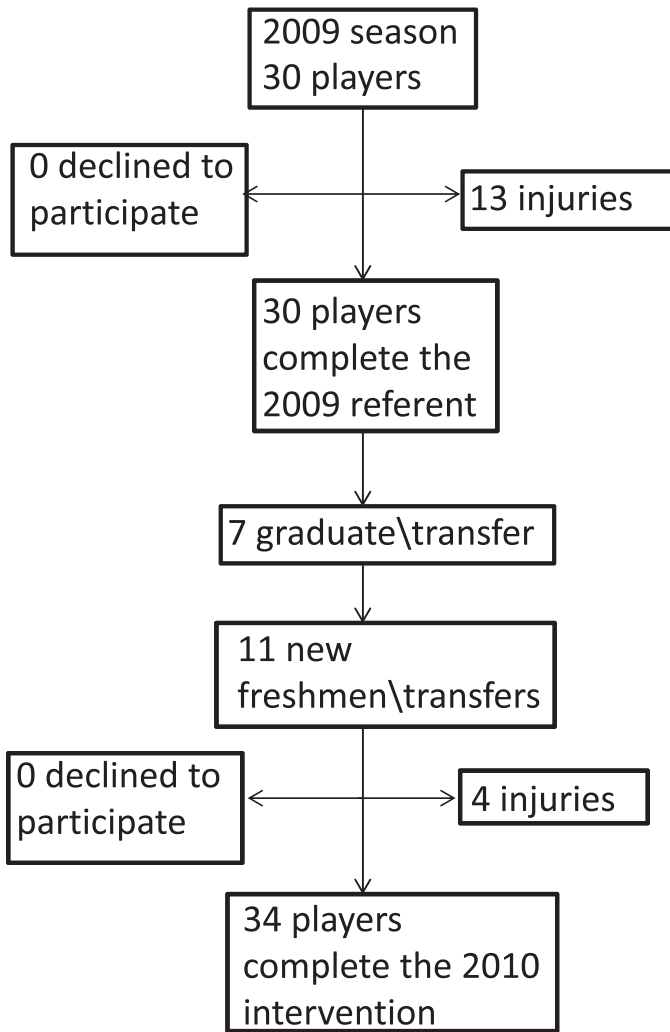 2009 season
30 players
0 declined to
participate
13 injuries
30 players
complete the
2009 referent
7 graduate\transfer
11 new
freshmen\transfers
0 declined to
participate
4 injuries
34 players
complete the 2010
intervention